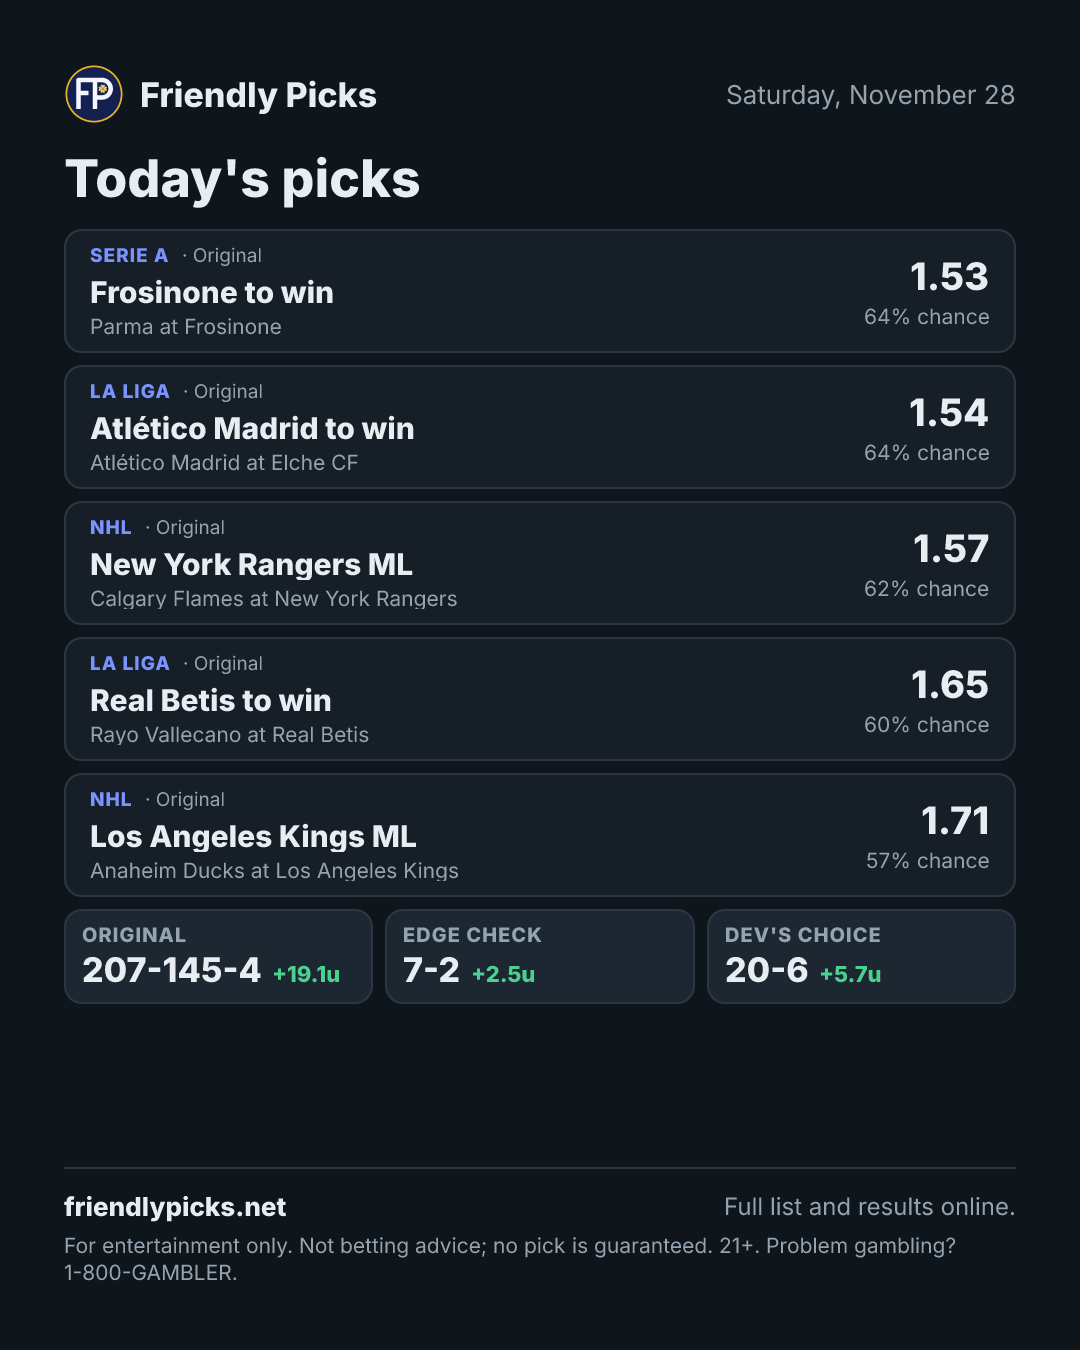 FP Friendly Picks
Saturday, November 28
Today's picks
SERIE A · Original
Frosinone to win
Parma at Frosinone
1.53
64% chance
LA LIGA · Original
Atlético Madrid to win
Atlético Madrid at Elche CF
1.54
64% chance
NHL · Original
New York Rangers ML
Calgary Flames at New York Rangers
1.57
62% chance
LA LIGA · Original
Real Betis to win
Rayo Vallecano at Real Betis
1.65
60% chance
NHL · Original
Los Angeles Kings ML
Anaheim Ducks at Los Angeles Kings
1.71
57% chance
ORIGINAL
207-145-4 +19.1u
EDGE CHECK
7-2 +2.5u
DEV'S CHOICE
20-6 +5.7u
friendlypicks.net
Full list and results online.
For entertainment only. Not betting advice; no pick is guaranteed. 21+. Problem gambling?
1-800-GAMBLER.